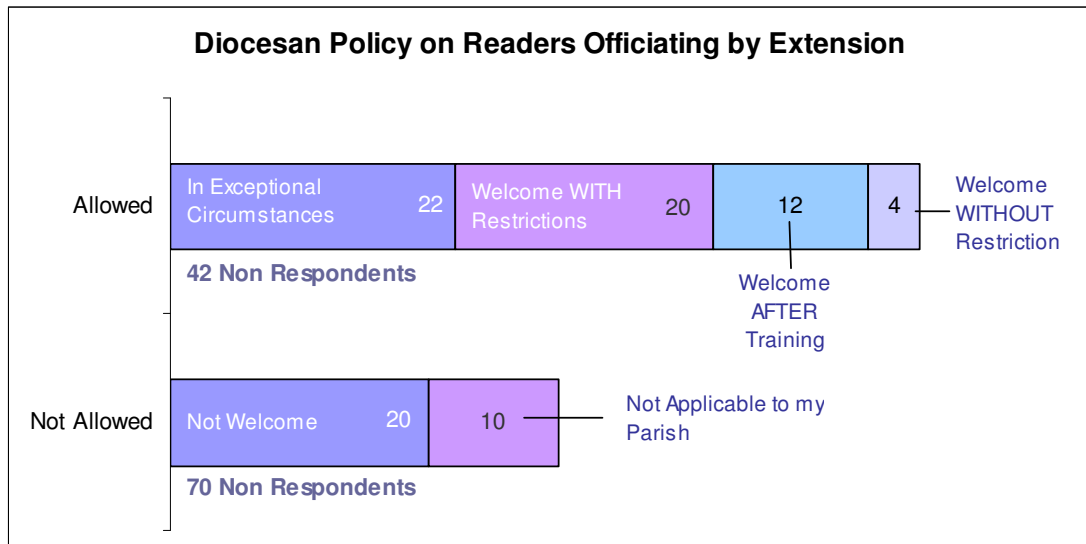 Diocesan Policy on Readers Officiating by Extension
Allowed
In Exceptional
Circumstances
22
Welcome WITH
Restrictions
20
12
4
Welcome
WITHOUT
Restriction
42 Non Respondents
Welcome
AFTER
Training
Not Allowed
Not Welcome
20
10
Not Applicable to my
Parish
70 Non Respondents